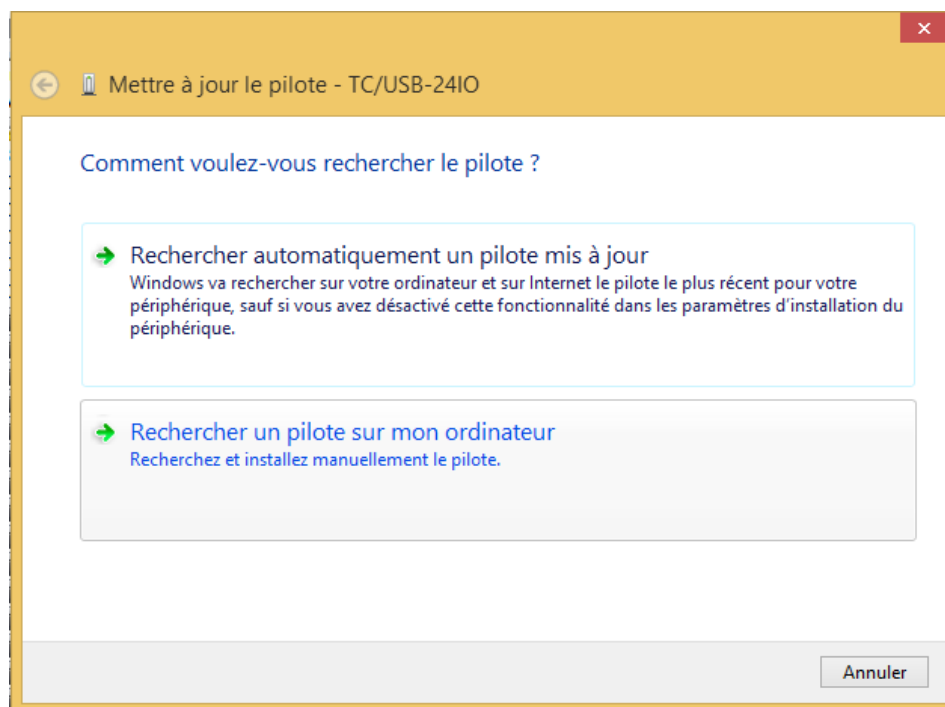 Mettre à jour le pilote - TC/USB-24IO
Comment voulez-vous rechercher le pilote ?
Rechercher automatiquement un pilote mis à jour
Windows va rechercher sur votre ordinateur et sur Internet le pilote le plus récent pour votre
périphérique, sauf si vous avez désactivé cette fonctionnalité dans les paramètres d'installation du
périphérique.
Rechercher un pilote sur mon ordinateur
Recherchez et installez manuellement le pilote.
Annuler